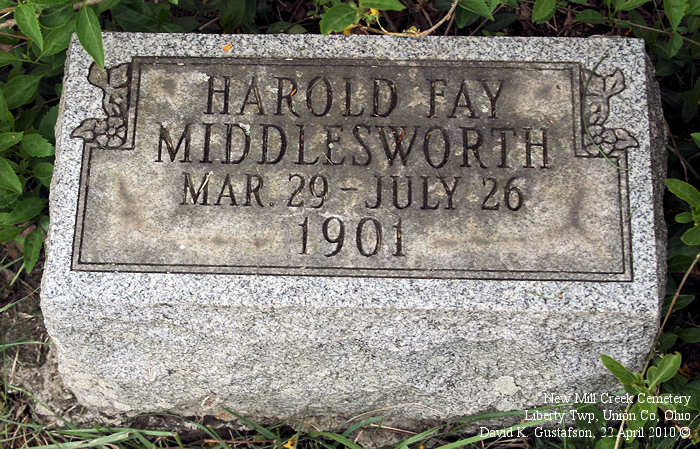 HAROLD FAY
MIDDLESWORTH
MAR. 29 – JULY 26
1901
New Mill Creek Cemetery
Liberty Twp, Union Co, Ohio
David K. Gustafson, 22 April 2010 ©